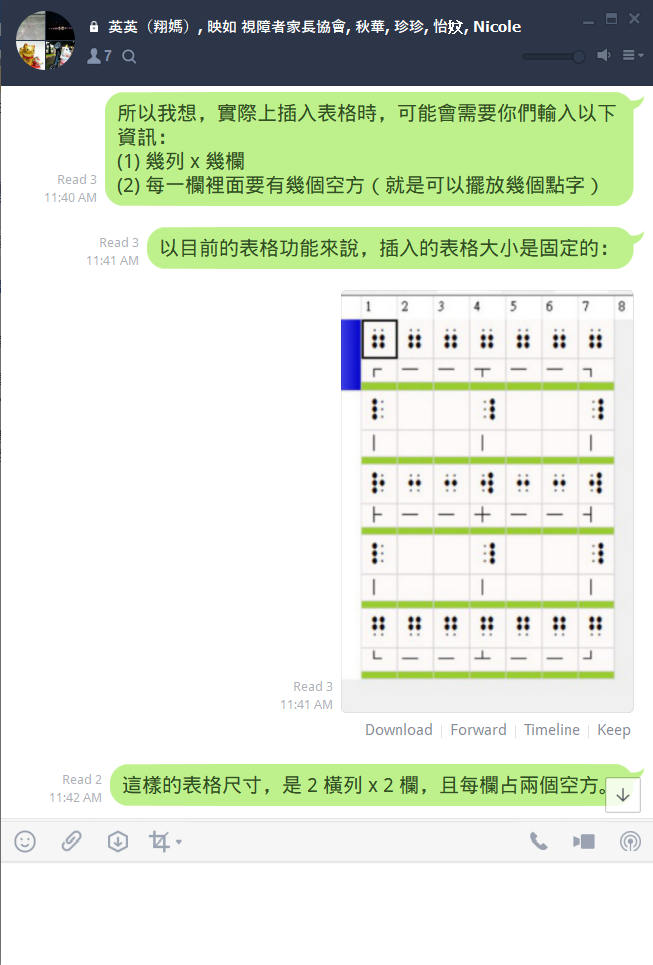 英英（翔媽）, 映如 視障者家長協會, 秋華, 珍珍, 怡妏, Nicole
7
所以我想，實際上插入表格時，可能會需要你們輸入以下
資訊：
(1) 幾列 x 幾欄
(2) 每一欄裡面要有幾個空方（就是可以擺放幾個點字）
Read 3
11:40 AM
以目前的表格功能來說，插入的表格大小是固定的：
Read 3
11:41 AM
1 2 3 4 5 6 7 8
⠶ ⠶ ⠶ ⠶ ⠶ ⠶ ⠶
┌ ─ ─ ┬ ─ ─ ┐
⠇ ⠸ ⠸
│ │ │
⠗ ⠒ ⠒ ⠺ ⠒ ⠒ ⠺
├ ─ ─ ┼ ─ ─ ┤
⠇ ⠸ ⠸
│ │ │
⠛ ⠛ ⠛ ⠛ ⠛ ⠛ ⠛
└ ─ ─ ┴ ─ ─ ┘
Read 3
11:41 AM
Download Forward Timeline Keep
這樣的表格尺寸，是 2 橫列 x 2 欄，且每欄占兩個空方。
Read 2
11:42 AM